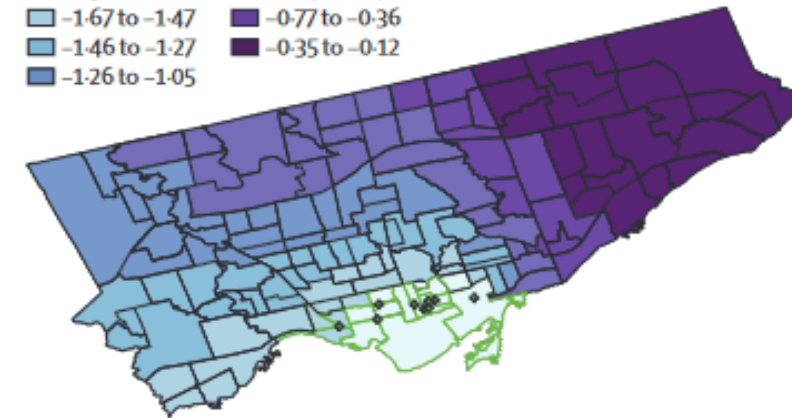 –1·67 to –1·47 –0·77 to –0·36
–1·46 to –1·27 –0·35 to –0·12
–1·26 to –1·05